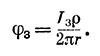 φ₃ = I₃ρ / 2πr.